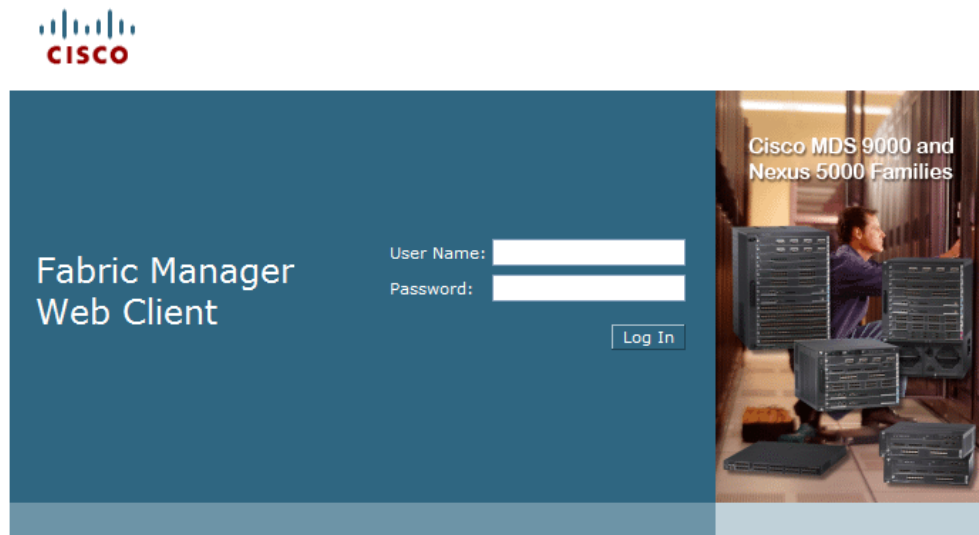 CISCO
Cisco MDS 9000 and
Nexus 5000 Families
Fabric Manager
Web Client
User Name:
Password:
Log In